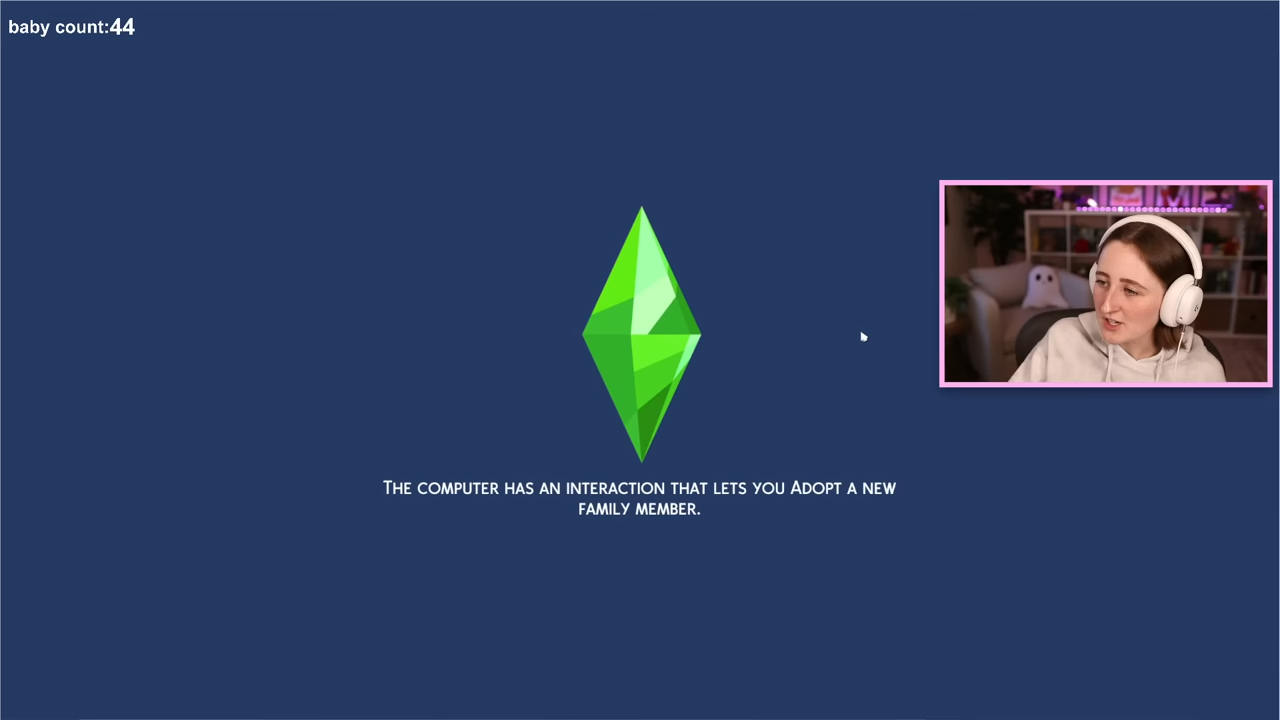 baby count:44
THE COMPUTER HAS AN INTERACTION THAT LETS YOU ADOPT A NEW
FAMILY MEMBER.